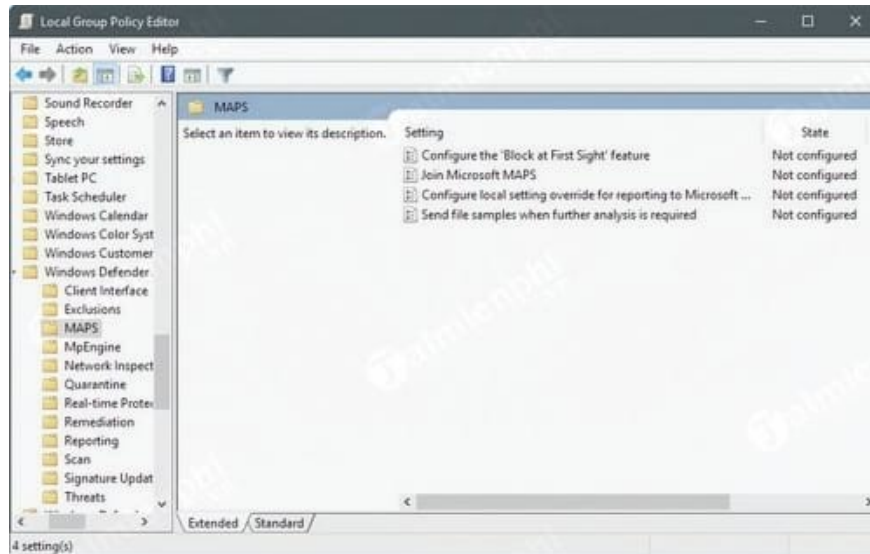 Local Group Policy Editor
File Action View Help
Sound Recorder
Speech
Store
Sync your settings
Tablet PC
Task Scheduler
Windows Calendar
Windows Color Syst
Windows Customer
Windows Defender
Client Interface
Exclusions
MAPS
MpEngine
Network Inspect
Quarantine
Real-time Prote
Remediation
Reporting
Scan
Signature Updat
Threats
MAPS
Select an item to view its description.
Setting State
Configure the 'Block at First Sight' feature Not configured
Join Microsoft MAPS Not configured
Configure local setting override for reporting to Microsoft ... Not configured
Send file samples when further analysis is required Not configured
Extended Standard
4 setting(s)
Taimienphi